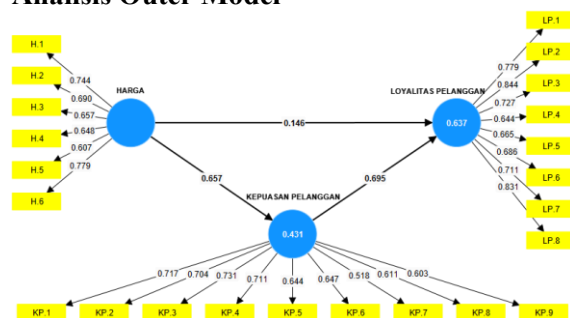 Analisis Outer Model
H.1
H.2
H.3
H.4
H.5
H.6
0.744
0.690
0.657
0.648
0.607
0.779
HARGA
0.146
0.657
0.695
LOYALITAS PELANGGAN
0.637
LP.1
LP.2
LP.3
LP.4
LP.5
LP.6
LP.7
LP.8
0.779
0.844
0.727
0.644
0.665
0.686
0.711
0.831
KEPUASAN PELANGGAN
0.431
0.717
0.704
0.731
0.711
0.644
0.647
0.518
0.611
0.603
KP.1
KP.2
KP.3
KP.4
KP.5
KP.6
KP.7
KP.8
KP.9